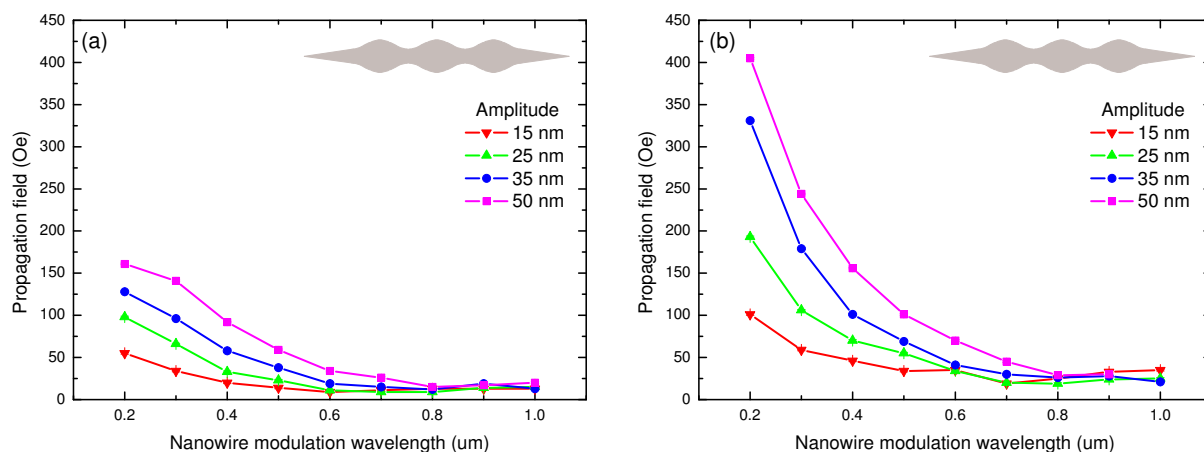 (a)
Amplitude
15 nm
25 nm
35 nm
50 nm
450
400
350
300
250
200
150
100
50
0
0.2 0.4 0.6 0.8 1.0
Propagation field (Oe)
Nanowire modulation wavelength (um)
(b)
Amplitude
15 nm
25 nm
35 nm
50 nm
450
400
350
300
250
200
150
100
50
0
0.2 0.4 0.6 0.8 1.0
Propagation field (Oe)
Nanowire modulation wavelength (um)